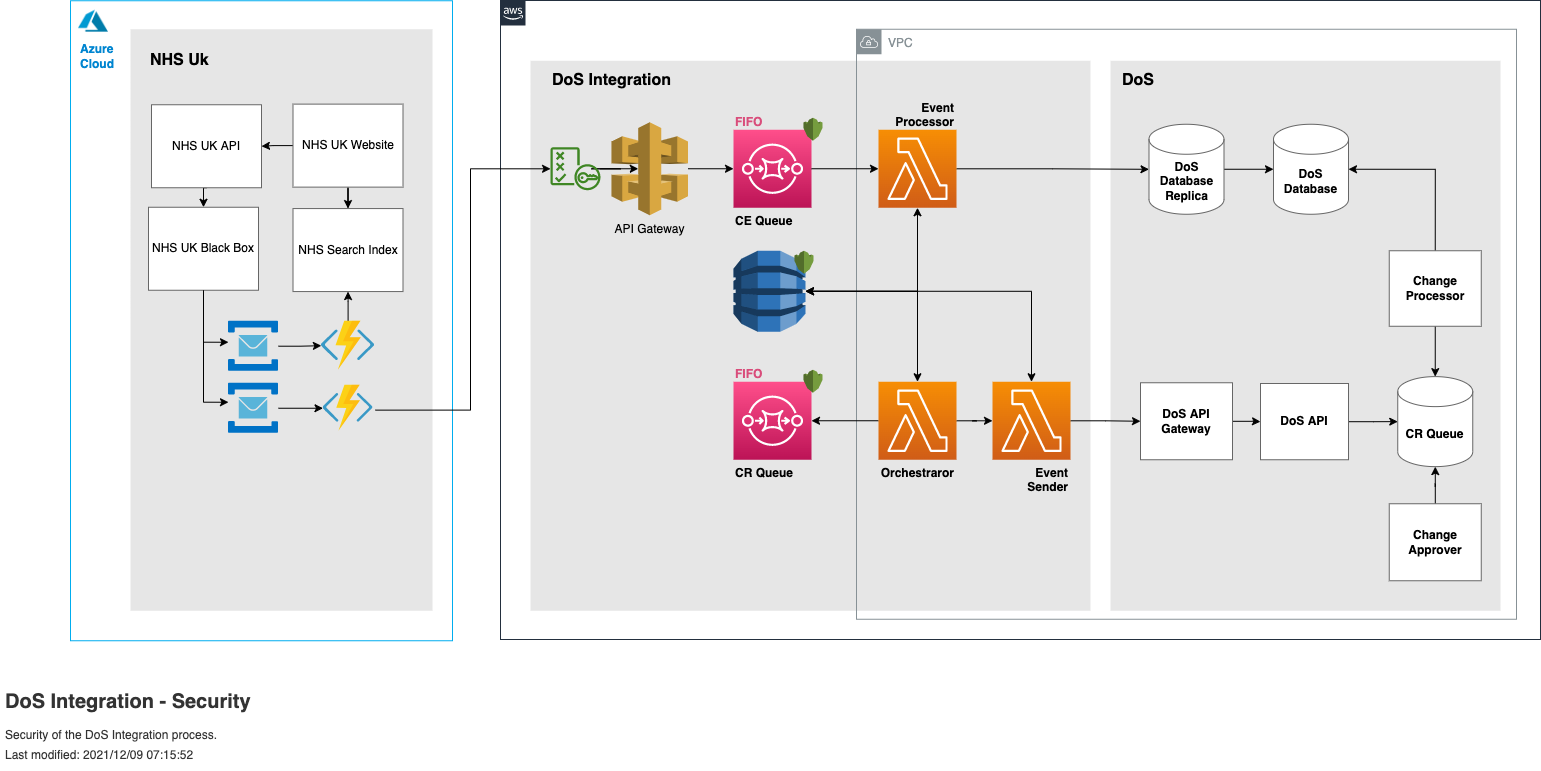 Azure
Cloud
NHS Uk
NHS UK API
NHS UK Website
NHS UK Black Box
NHS Search Index
aws
VPC
DoS Integration
API Gateway
FIFO
CE Queue
Event
Processor
FIFO
CR Queue
Orchestraror
Event
Sender
DoS
DoS
Database
Replica
DoS
Database
Change
Processor
DoS API
Gateway
DoS API
CR Queue
Change
Approver
DoS Integration - Security
Security of the DoS Integration process.
Last modified: 2021/12/09 07:15:52